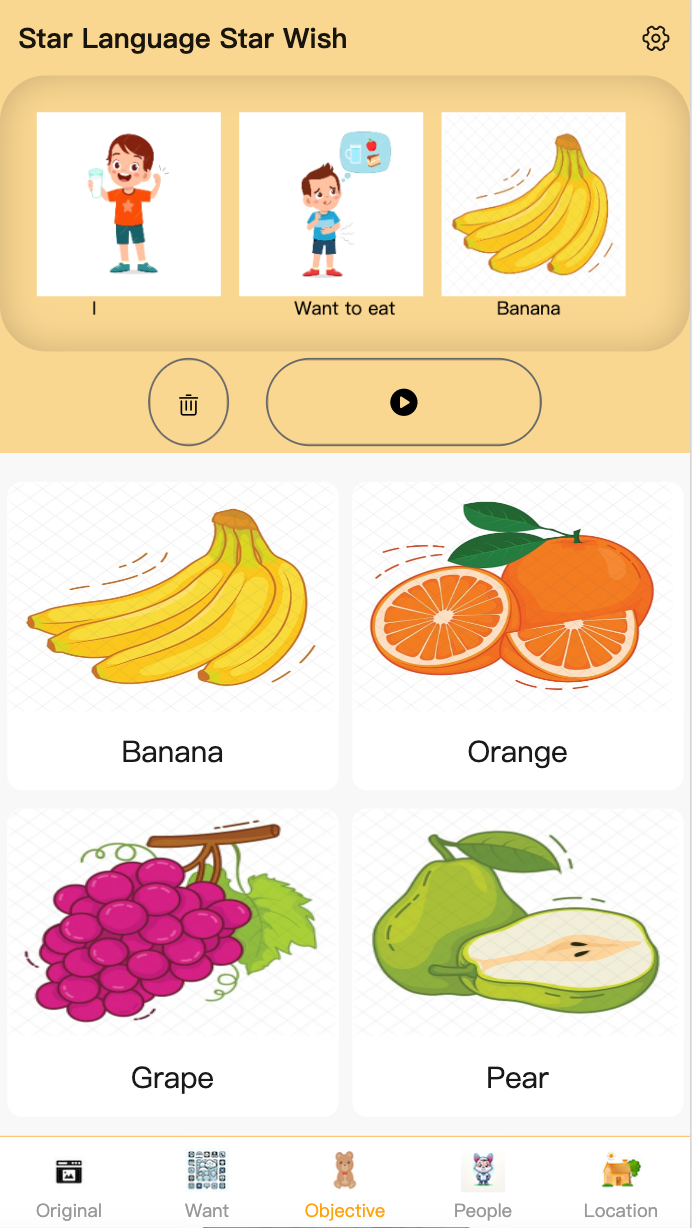 Star Language Star Wish
I
Want to eat
Banana
Banana
Orange
Grape
Pear
Original
Want
Objective
People
Location